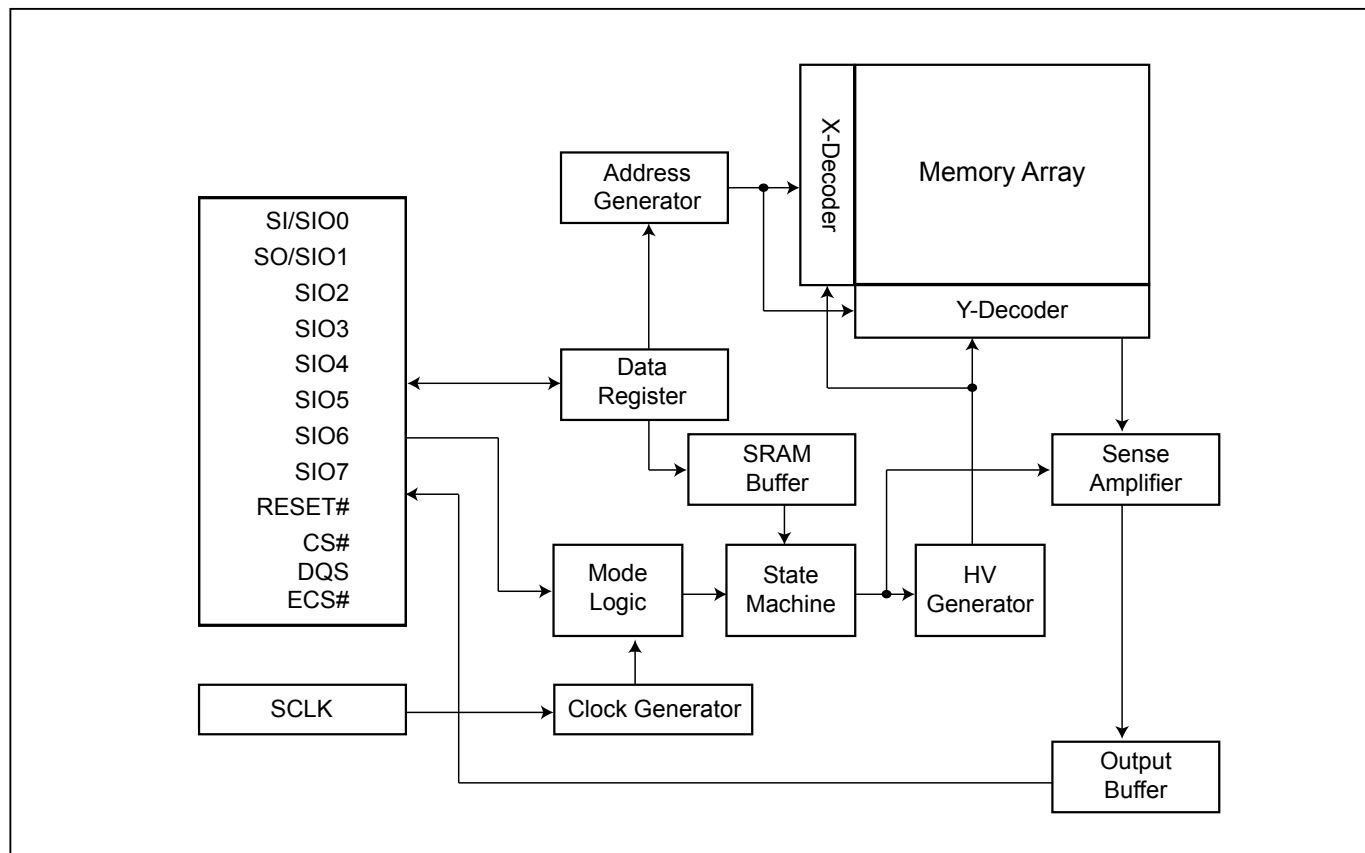 SI/SIO0
SO/SIO1
SIO2
SIO3
SIO4
SIO5
SIO6
SIO7
RESET#
CS#
DQS
ECS#
SCLK
Address
Generator
Data
Register
SRAM
Buffer
Mode
Logic
State
Machine
HV
Generator
Clock Generator
X-Decoder
Memory Array
Y-Decoder
Sense
Amplifier
Output
Buffer